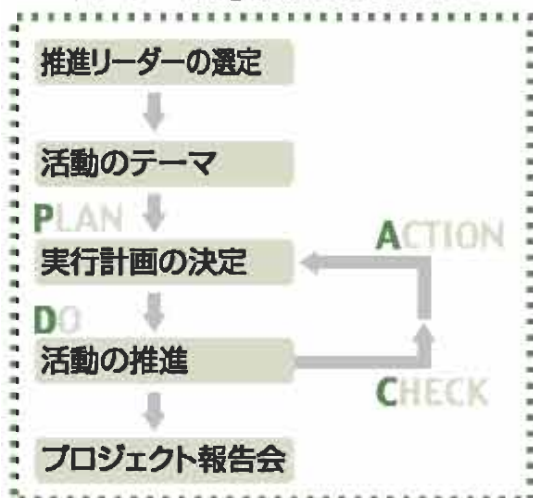 推進リーダーの選定
活動のテーマ
PLAN
ACTION
実行計画の決定
DO
活動の推進
CHECK
プロジェクト報告会